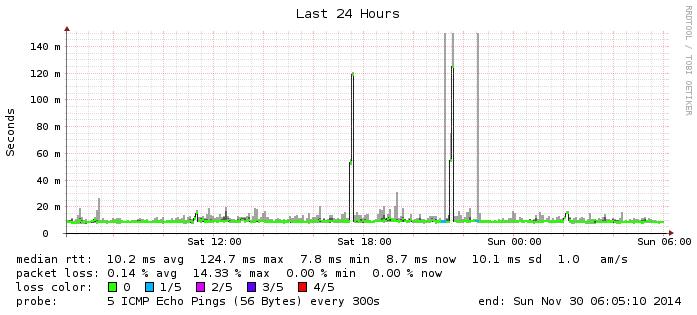 Last 24 Hours
RRDTOOL / TOBI OETIKER
Seconds
140 m
120 m
100 m
80 m
60 m
40 m
20 m
0
Sat 12:00 Sat 18:00 Sun 00:00 Sun 06:00
median rtt: 10.2 ms avg 124.7 ms max 7.8 ms min 8.7 ms now 10.1 ms sd 1.0 am/s
packet loss: 0.14 % avg 14.33 % max 0.00 % min 0.00 % now
loss color: 0 1/5 2/5 3/5 4/5
probe: 5 ICMP Echo Pings (56 Bytes) every 300s end: Sun Nov 30 06:05:10 2014